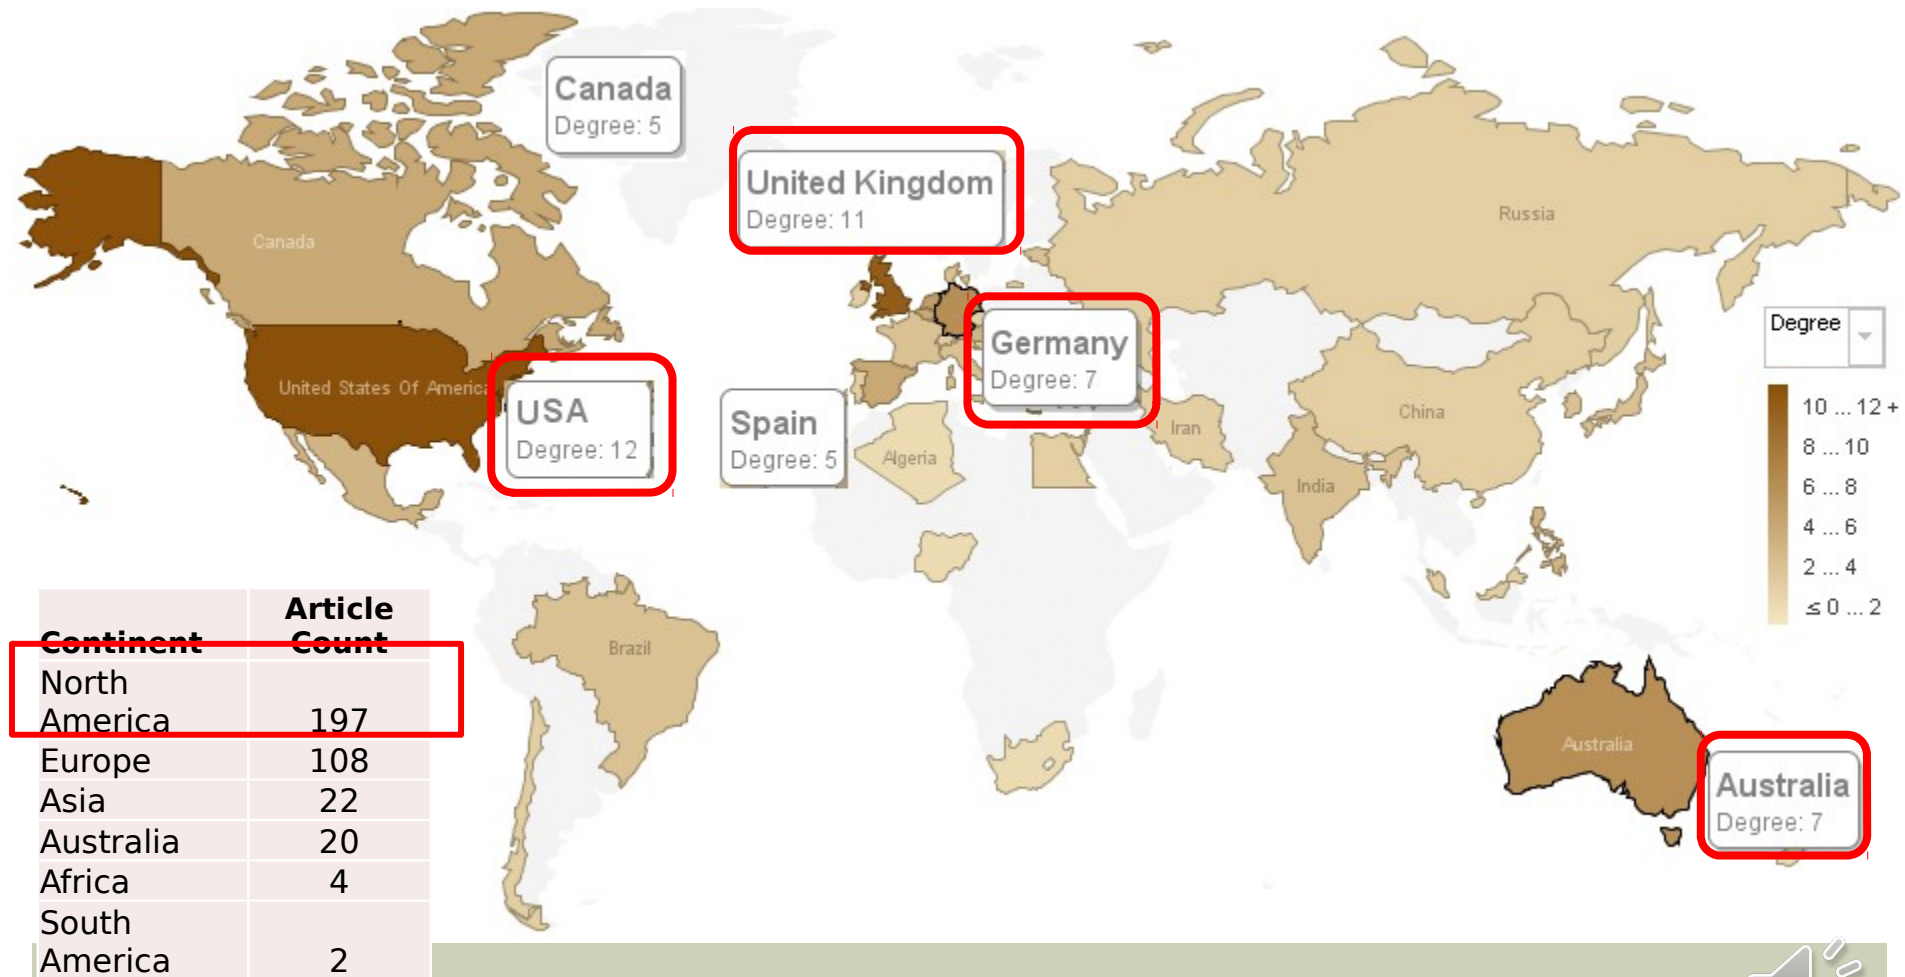 Canada
Degree: 5
United Kingdom
Degree: 11
Russia
Canada
Germany
Degree: 7
Degree
United States Of America
USA
Degree: 12
Spain
Degree: 5
Algeria
Iran
China
India
10 ... 12 +
8 ... 10
6 ... 8
4 ... 6
2 ... 4
≤ 0 ... 2
Brazil
Australia
Australia
Degree: 7
Continent Article Count
North America 197
Europe 108
Asia 22
Australia 20
Africa 4
South America 2